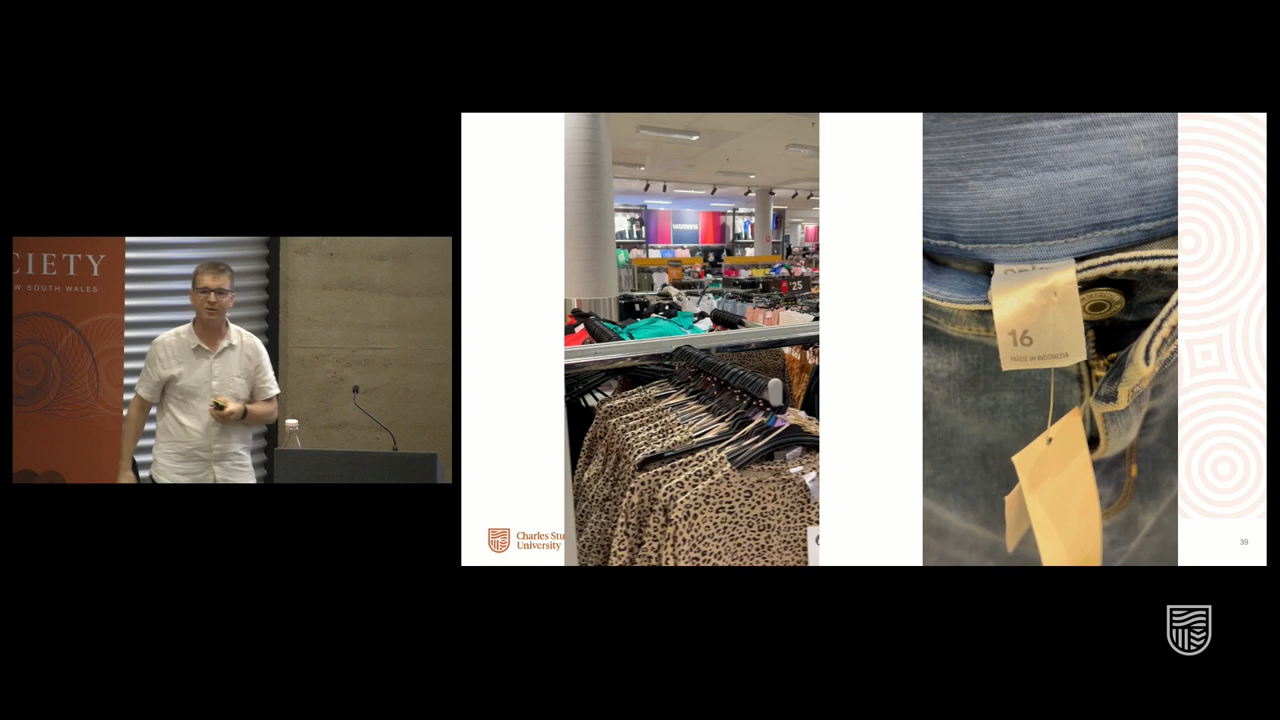 CIETY
W SOUTH WALES
WOMENS
$25
16
MADE IN INDONESIA
Charles Stu
University
39